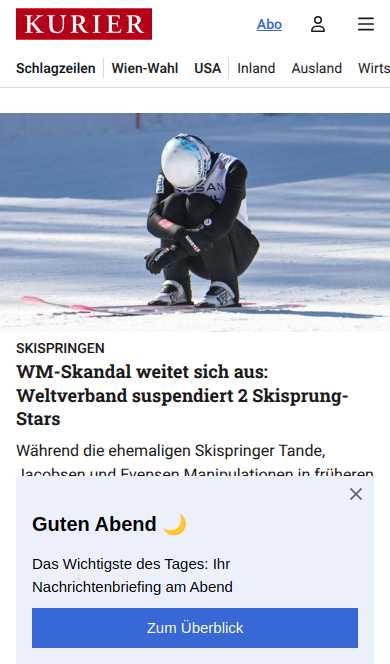 KURIER
Abo
Schlagzeilen Wien-Wahl USA Inland Ausland Wirts
SKISPRINGEN
WM-Skandal weitet sich aus:
Weltverband suspendiert 2 Skisprung-
Stars
Während die ehemaligen Skispringer Tande,
Jacobsen und Evensen Manipulationen in früheren
Guten Abend 🌙
Das Wichtigste des Tages: Ihr
Nachrichtenbriefing am Abend
Zum Überblick